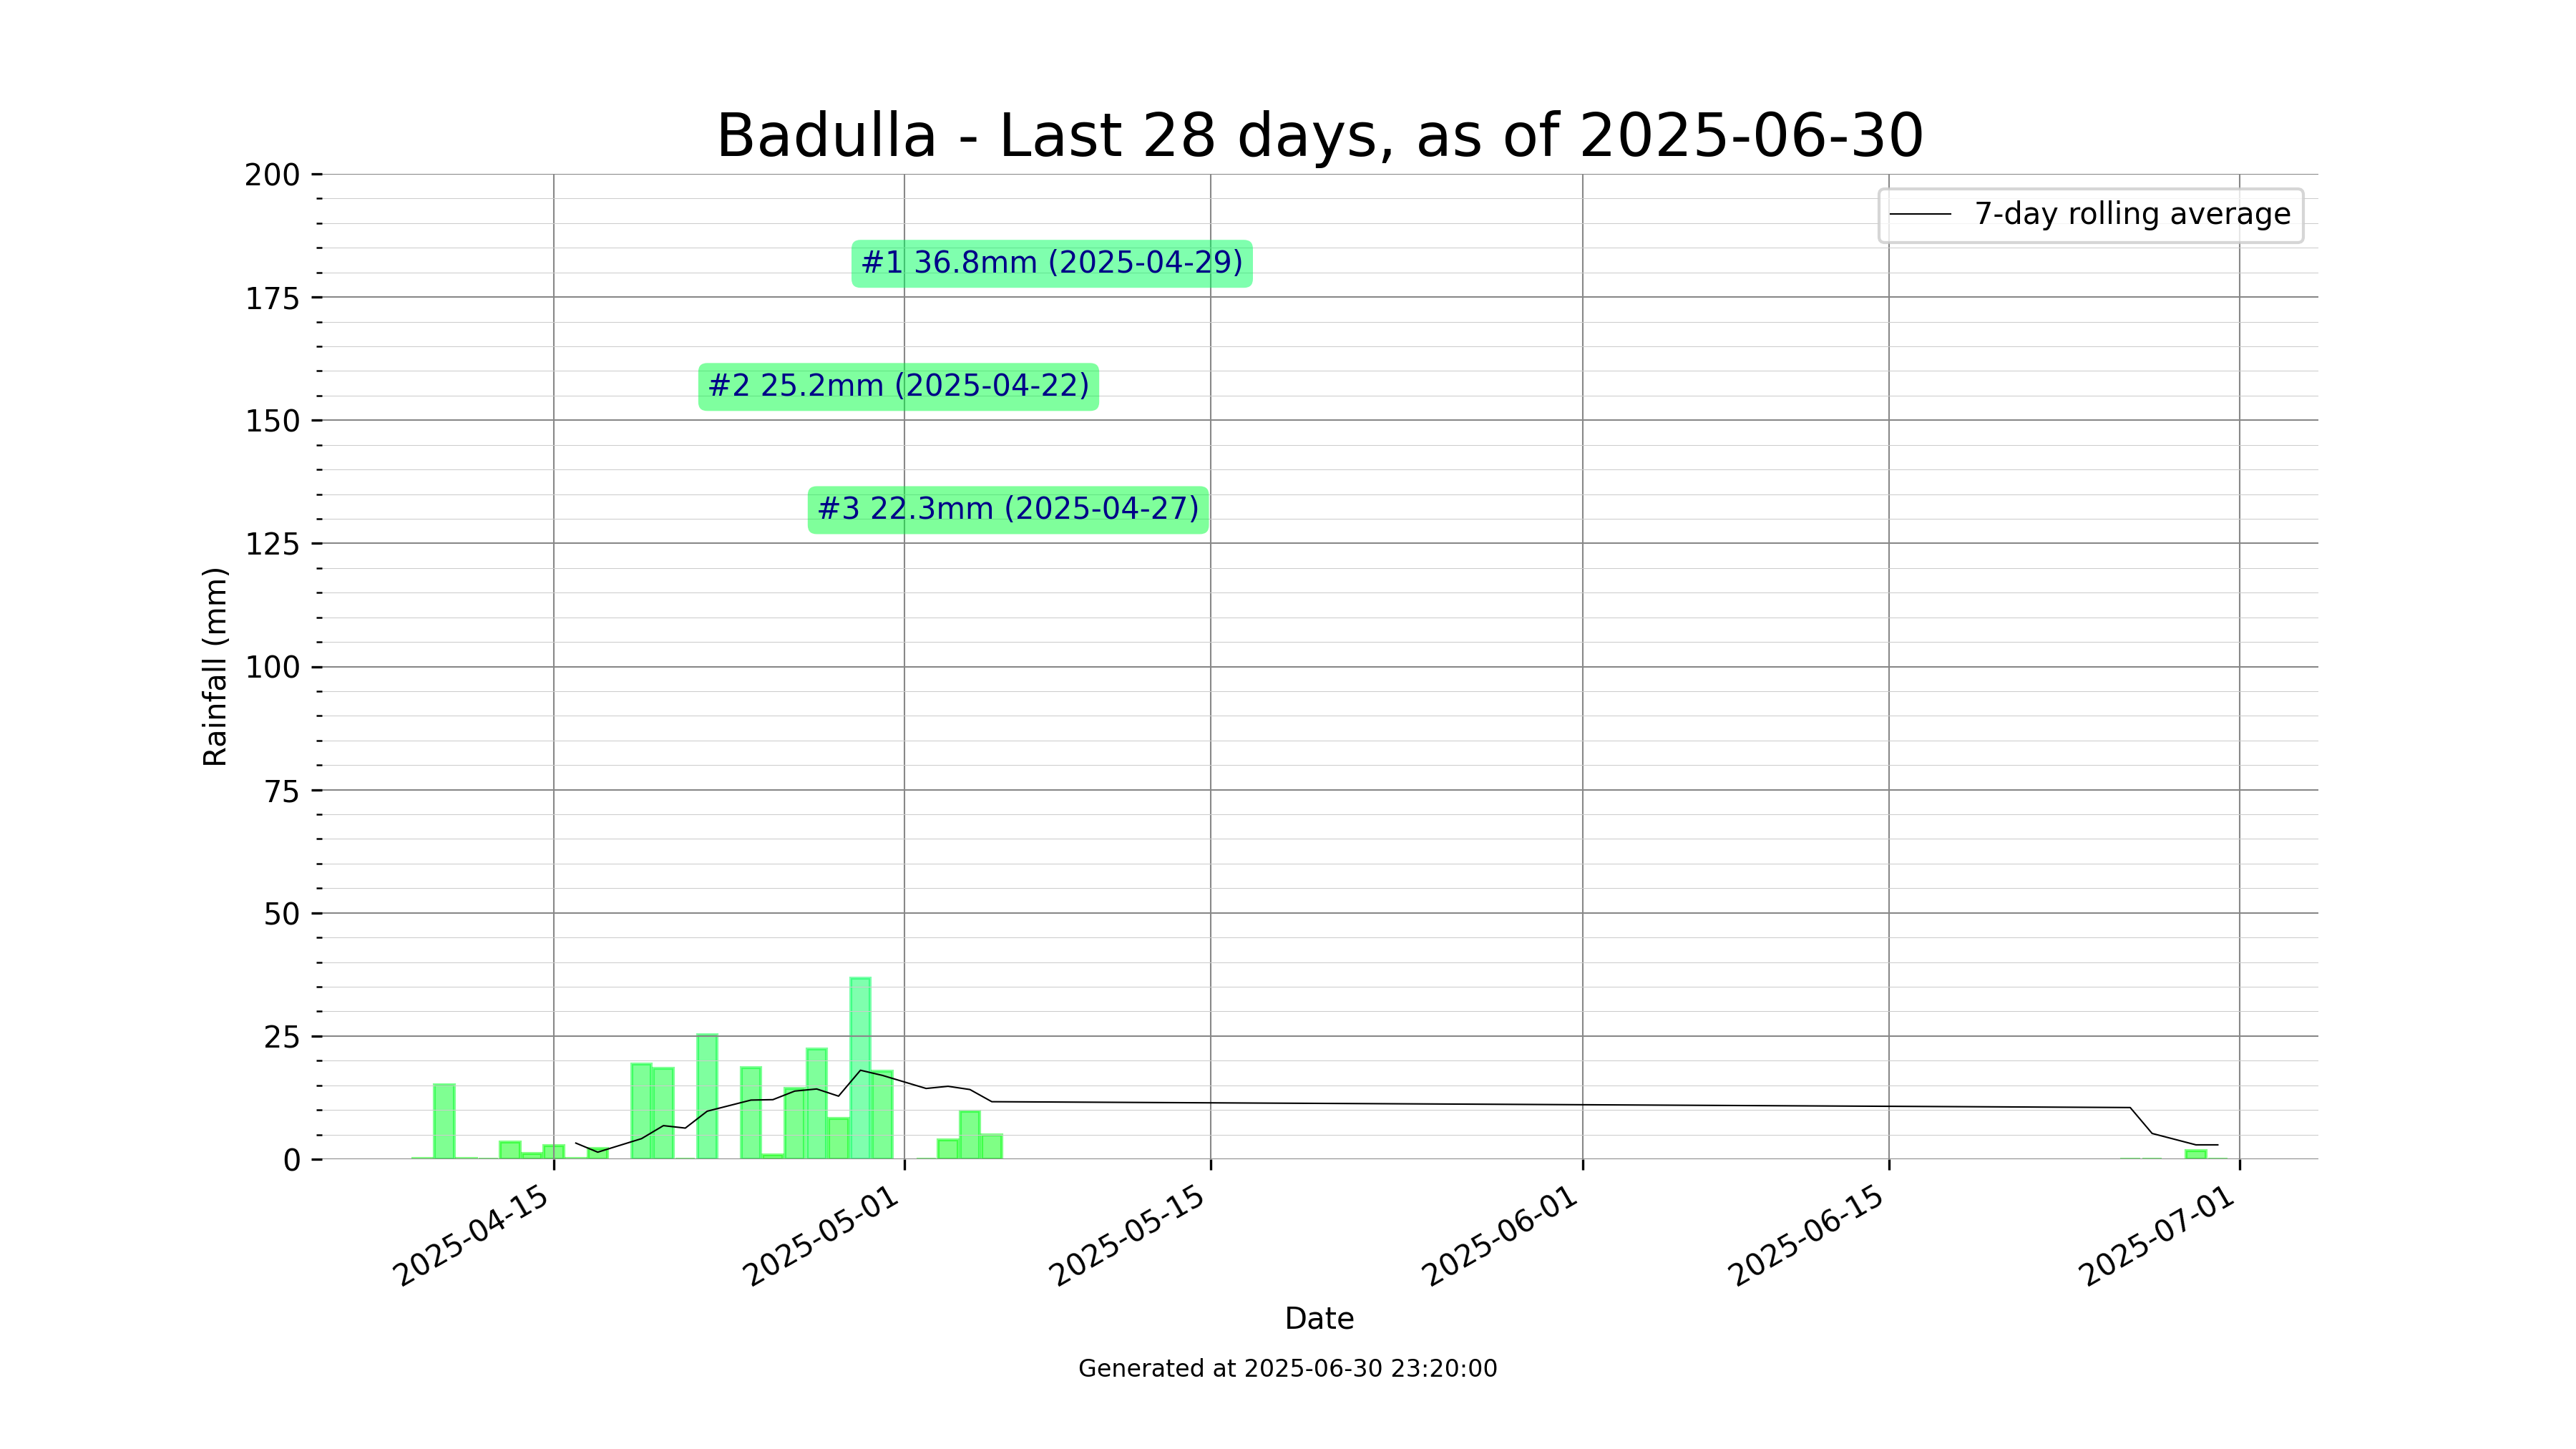 Badulla - Last 28 days, as of 2025-06-30
7-day rolling average
#1 36.8mm (2025-04-29)
#2 25.2mm (2025-04-22)
#3 22.3mm (2025-04-27)
Rainfall (mm)
200
175
150
125
100
75
50
25
0
2025-04-15
2025-05-01
2025-05-15
2025-06-01
2025-06-15
2025-07-01
Date
Generated at 2025-06-30 23:20:00